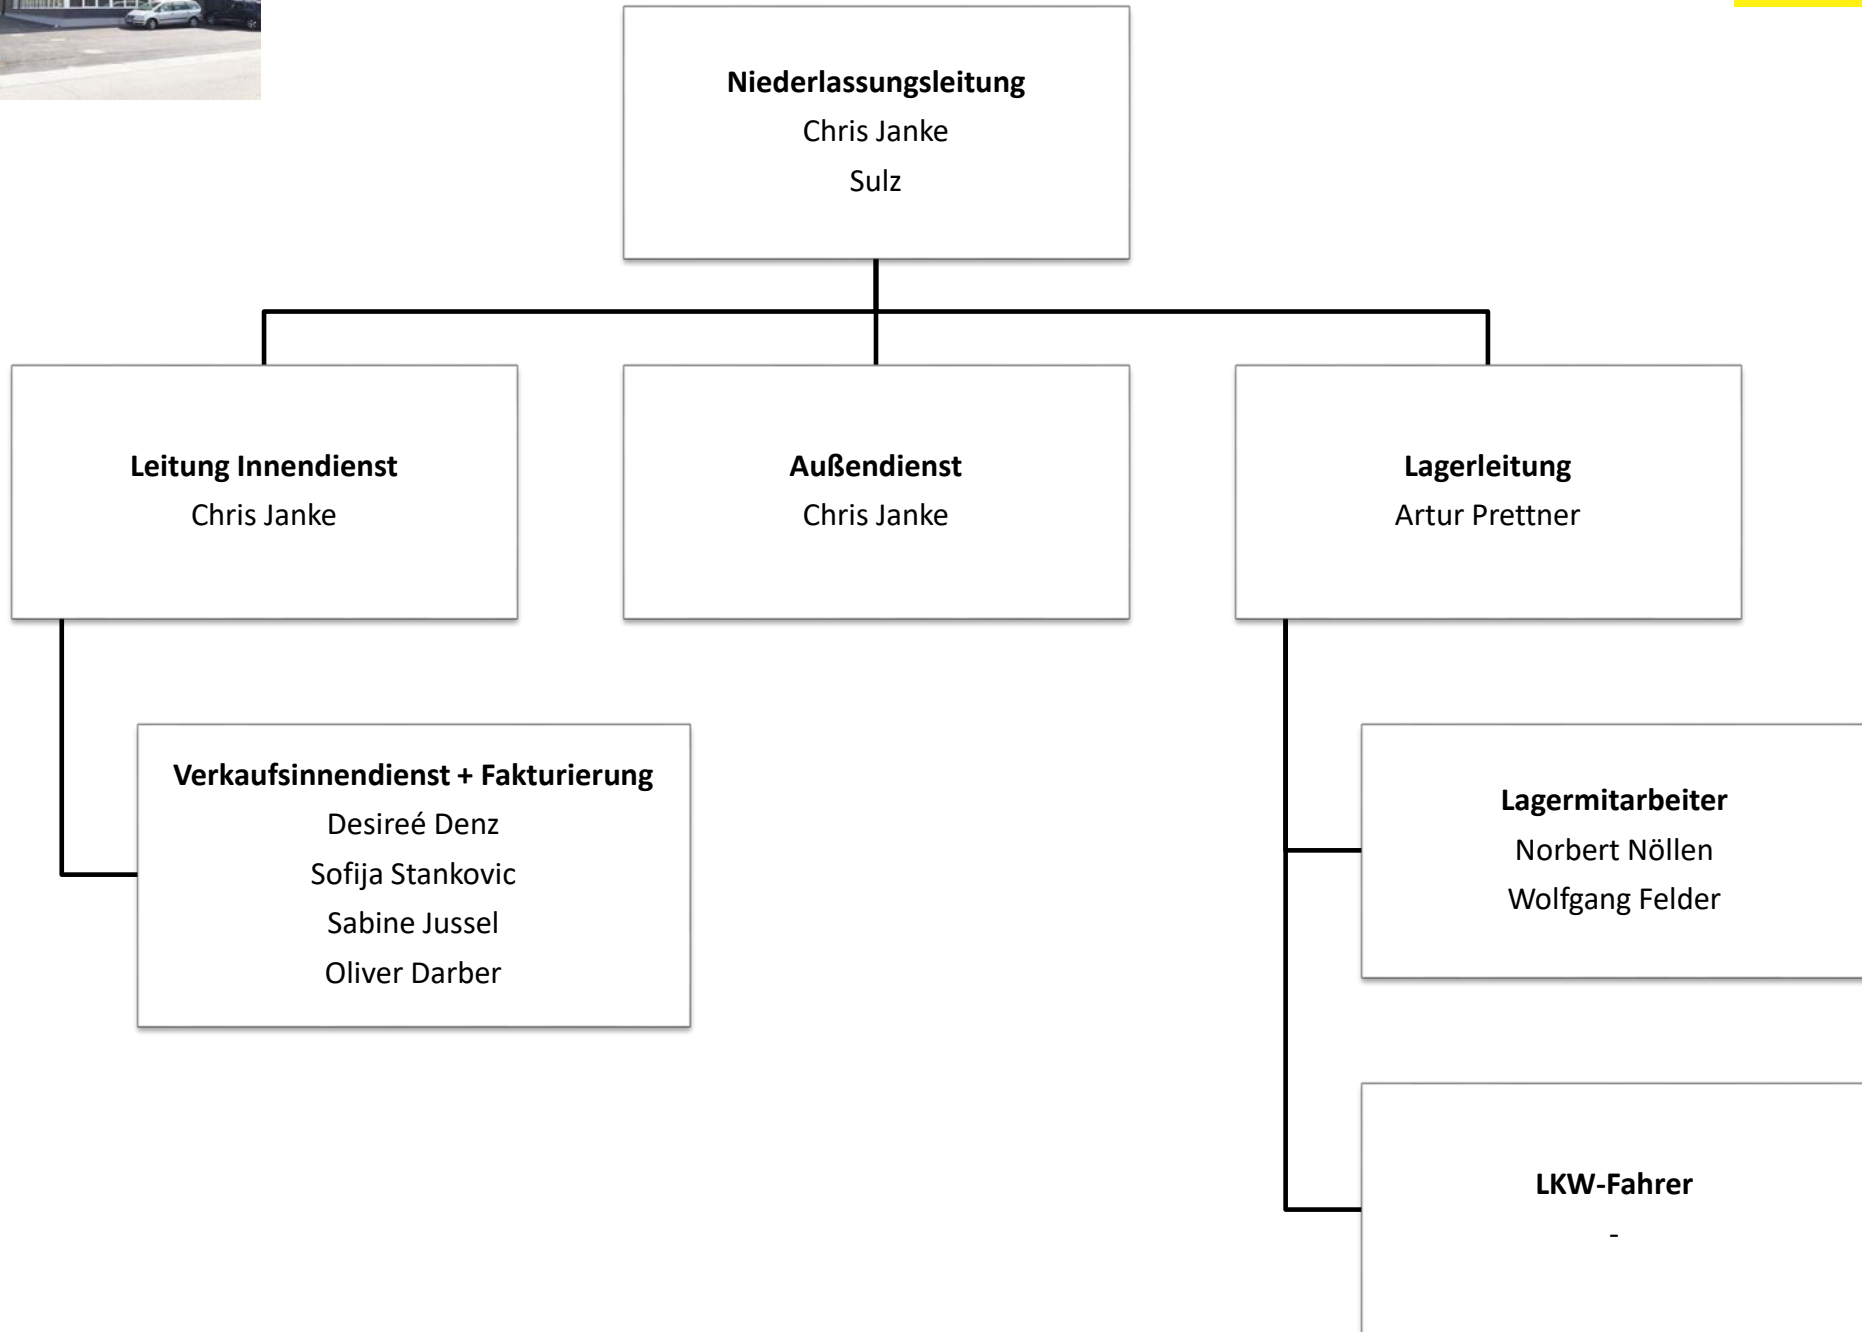 Niederlassungsleitung
Chris Janke
Sulz
Leitung Innendienst
Chris Janke
Außendienst
Chris Janke
Lagerleitung
Artur Prettner
Verkaufsinnendienst + Fakturierung
Desireé Denz
Sofija Stankovic
Sabine Jussel
Oliver Darber
Lagermitarbeiter
Norbert Nöllen
Wolfgang Felder
LKW-Fahrer
-